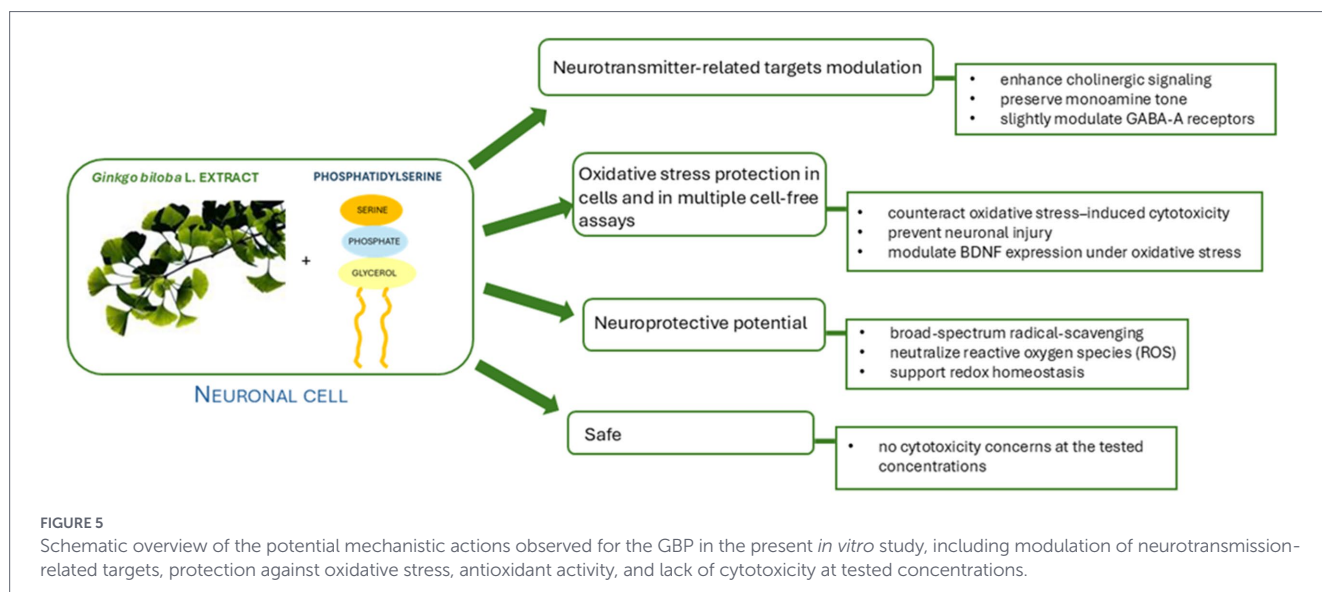 Ginkgo biloba L. EXTRACT
PHOSPHATIDYLSERINE
SERINE
PHOSPHATE
GLYCEROL
+
NEURONAL CELL
Neurotransmitter-related targets modulation
• enhance cholinergic signaling
• preserve monoamine tone
• slightly modulate GABA-A receptors
Oxidative stress protection in
cells and in multiple cell-free
assays
• counteract oxidative stress–induced cytotoxicity
• prevent neuronal injury
• modulate BDNF expression under oxidative stress
Neuroprotective potential
• broad-spectrum radical-scavenging
• neutralize reactive oxygen species (ROS)
• support redox homeostasis
Safe
• no cytotoxicity concerns at the tested
concentrations
FIGURE 5
Schematic overview of the potential mechanistic actions observed for the GBP in the present in vitro study, including modulation of neurotransmission-
related targets, protection against oxidative stress, antioxidant activity, and lack of cytotoxicity at tested concentrations.